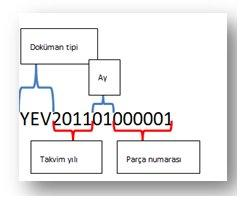 Doküman tipi
Ay
YEV201101000001
Takvim yılı
Parça numarası